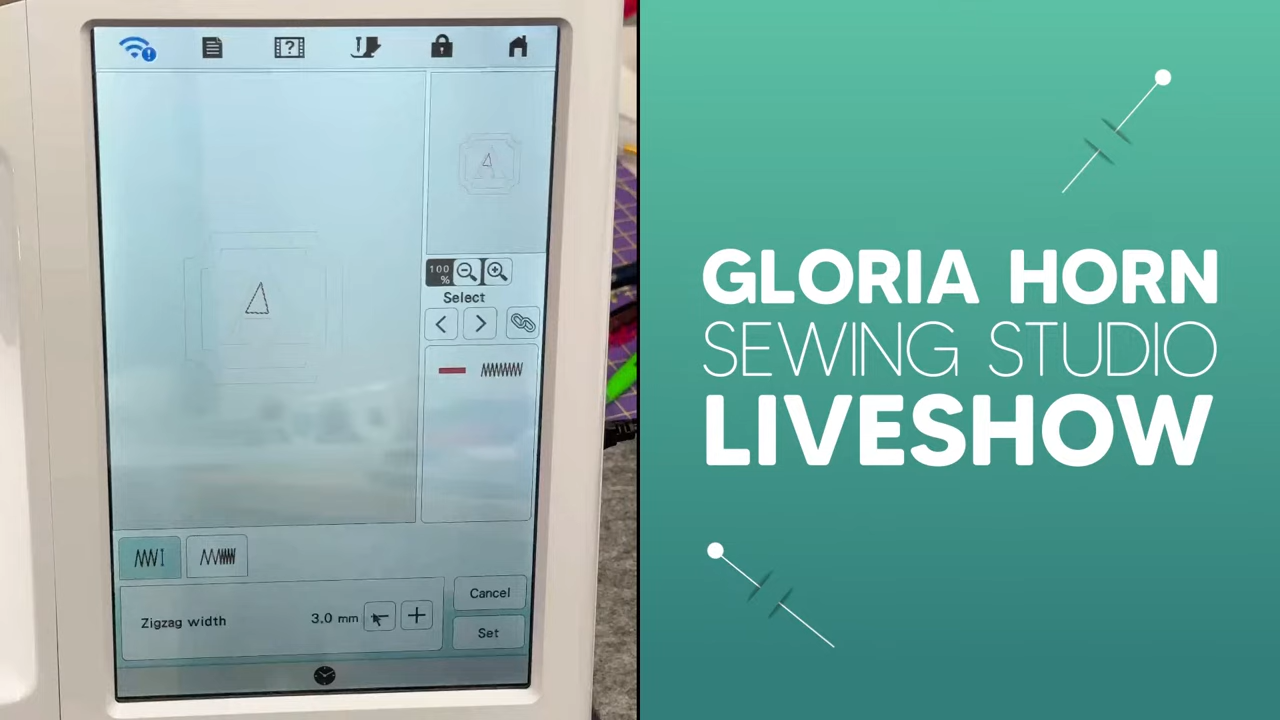 ?
A
A
100
%
Select
Zigzag width
3.0 mm
Cancel
Set
GLORIA HORN
SEWING STUDIO
LIVESHOW